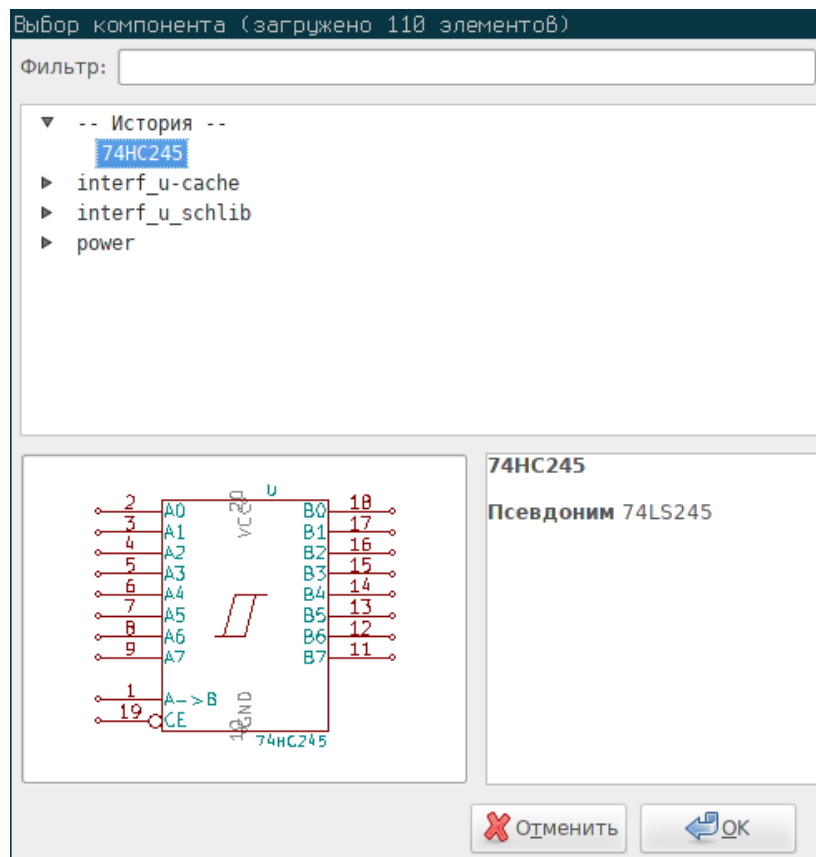 Выбор компонента (загружено 110 элементов)
Фильтр:
-- История --
74HC245
interf_u-cache
interf_u_schlib
power
U
VCC 20
2 A0 B0 18
3 A1 B1 17
4 A2 B2 16
5 A3 B3 15
6 A4 B4 14
7 A5 B5 13
8 A6 B6 12
9 A7 B7 11
1 A->B
19 CE
10 GND
74HC245
74HC245
Псевдоним 74LS245
Отменить
OK